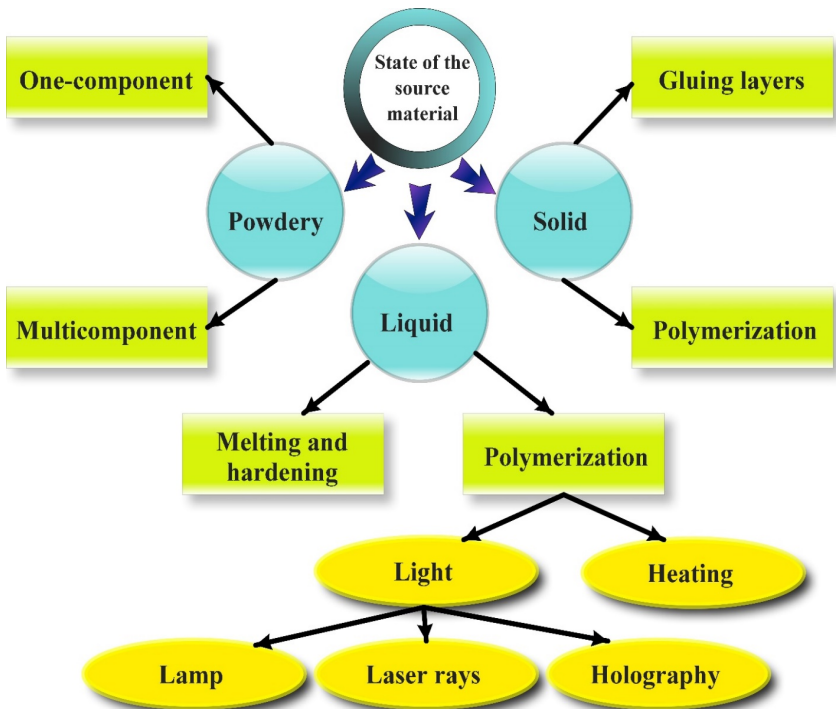 State of the
source
material
One-component
Gluing layers
Powdery
Solid
Multicomponent
Liquid
Polymerization
Melting and
hardening
Polymerization
Light
Heating
Lamp
Laser rays
Holography